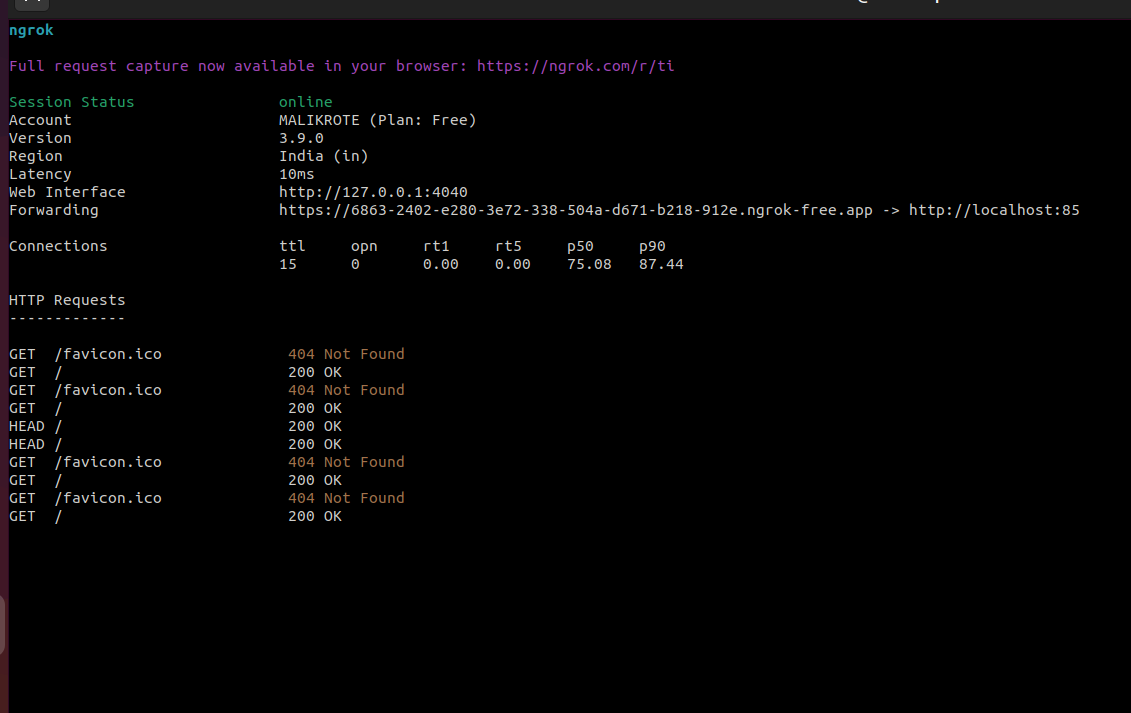 ngrok
Full request capture now available in your browser: https://ngrok.com/r/ti
Session Status online
Account MALIKROTE (Plan: Free)
Version 3.9.0
Region India (in)
Latency 10ms
Web Interface http://127.0.0.1:4040
Forwarding https://6863-2402-e280-3e72-338-504a-d671-b218-912e.ngrok-free.app -> http://localhost:85
Connections ttl opn rt1 rt5 p50 p90
15 0 0.00 0.00 75.08 87.44
HTTP Requests
-------------
GET /favicon.ico 404 Not Found
GET / 200 OK
GET /favicon.ico 404 Not Found
GET / 200 OK
HEAD / 200 OK
HEAD / 200 OK
GET /favicon.ico 404 Not Found
GET / 200 OK
GET /favicon.ico 404 Not Found
GET / 200 OK